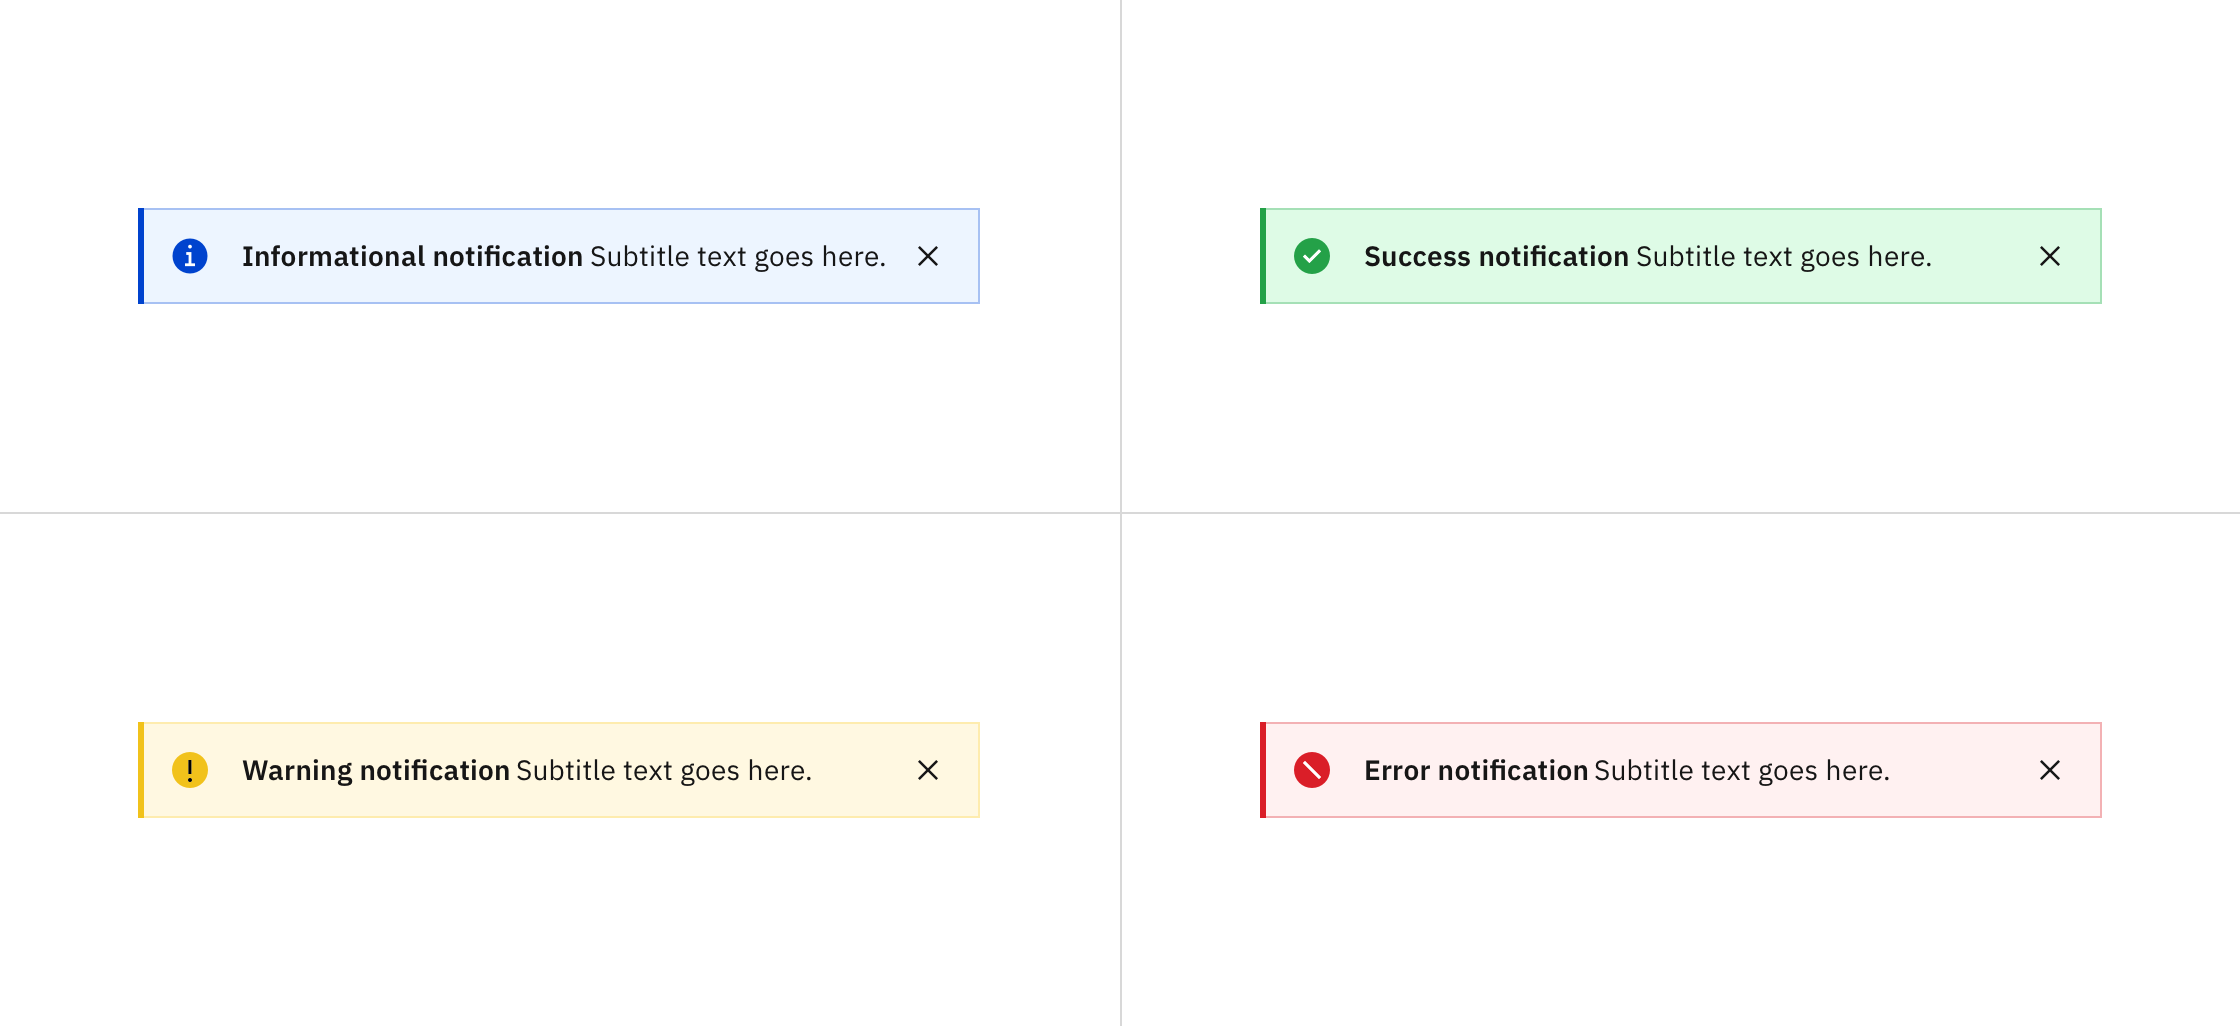 Informational notification Subtitle text goes here.
Success notification Subtitle text goes here.
Warning notification Subtitle text goes here.
Error notification Subtitle text goes here.